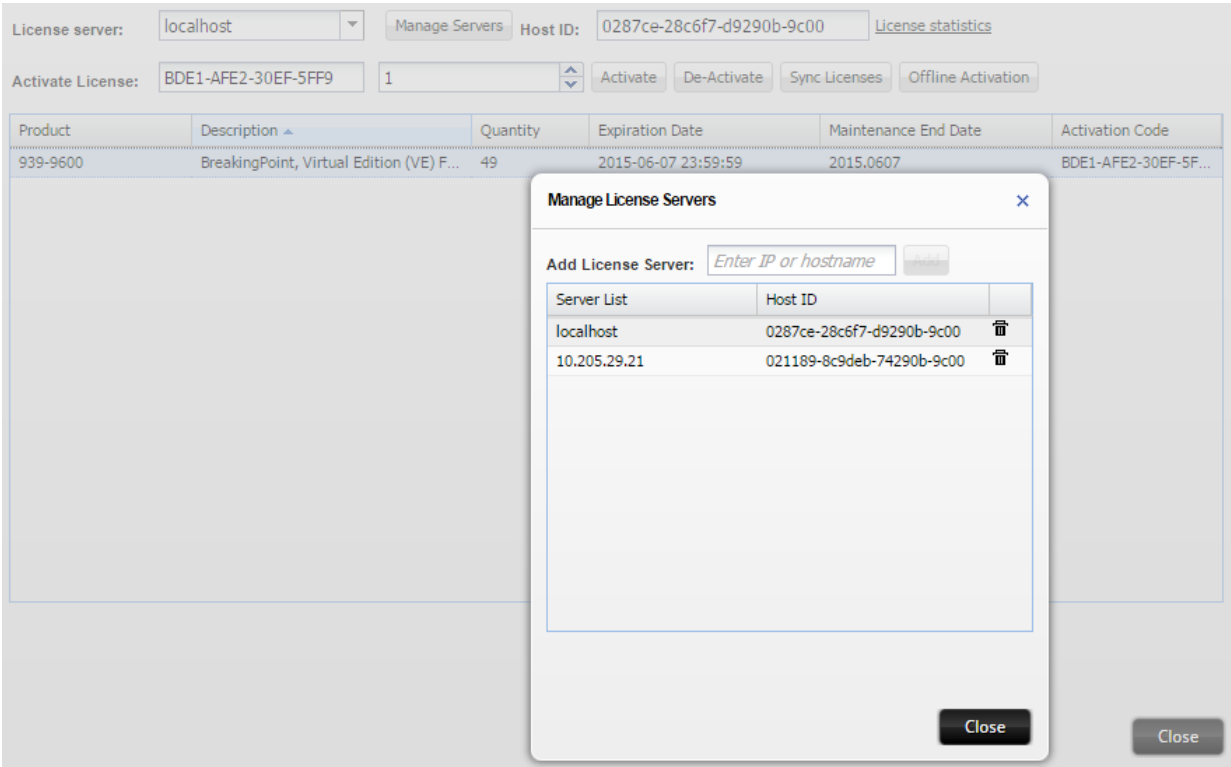 License server: localhost Manage Servers Host ID: 0287ce-28c6f7-d9290b-9c00 License statistics
Activate License: BDE1-AFE2-30EF-5FF9 1 Activate De-Activate Sync Licenses Offline Activation
Product Description Quantity Expiration Date Maintenance End Date Activation Code
939-9600 BreakingPoint, Virtual Edition (VE) F... 49 2015-06-07 23:59:59 2015.0607 BDE1-AFE2-30EF-5F...
Manage License Servers
Add License Server: Enter IP or hostname Add
Server List Host ID
localhost 0287ce-28c6f7-d9290b-9c00
10.205.29.21 021189-8c9deb-74290b-9c00
Close
Close